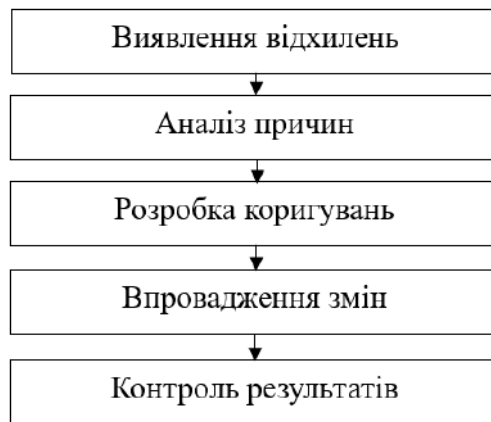 Виявлення відхилень
Аналіз причин
Розробка коригувань
Впровадження змін
Контроль результатів